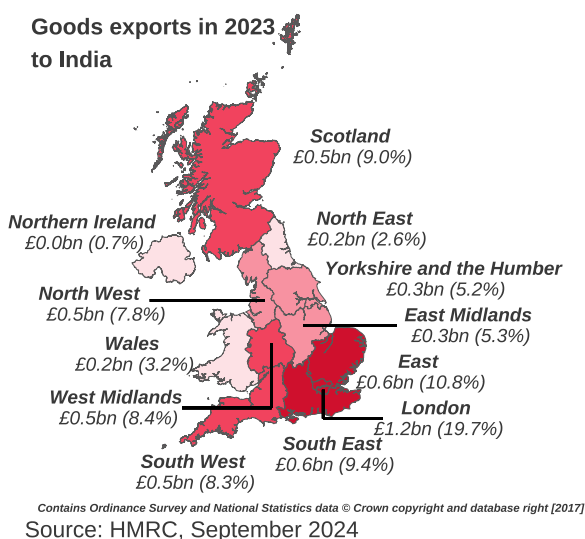 Goods exports in 2023
to India
Scotland
£0.5bn (9.0%)
Northern Ireland
£0.0bn (0.7%)
North East
£0.2bn (2.6%)
Yorkshire and the Humber
£0.3bn (5.2%)
North West
£0.5bn (7.8%)
East Midlands
£0.3bn (5.3%)
Wales
£0.2bn (3.2%)
East
£0.6bn (10.8%)
West Midlands
£0.5bn (8.4%)
London
£1.2bn (19.7%)
South East
£0.6bn (9.4%)
South West
£0.5bn (8.3%)
Contains Ordinance Survey and National Statistics data © Crown copyright and database right [2017]
Source: HMRC, September 2024